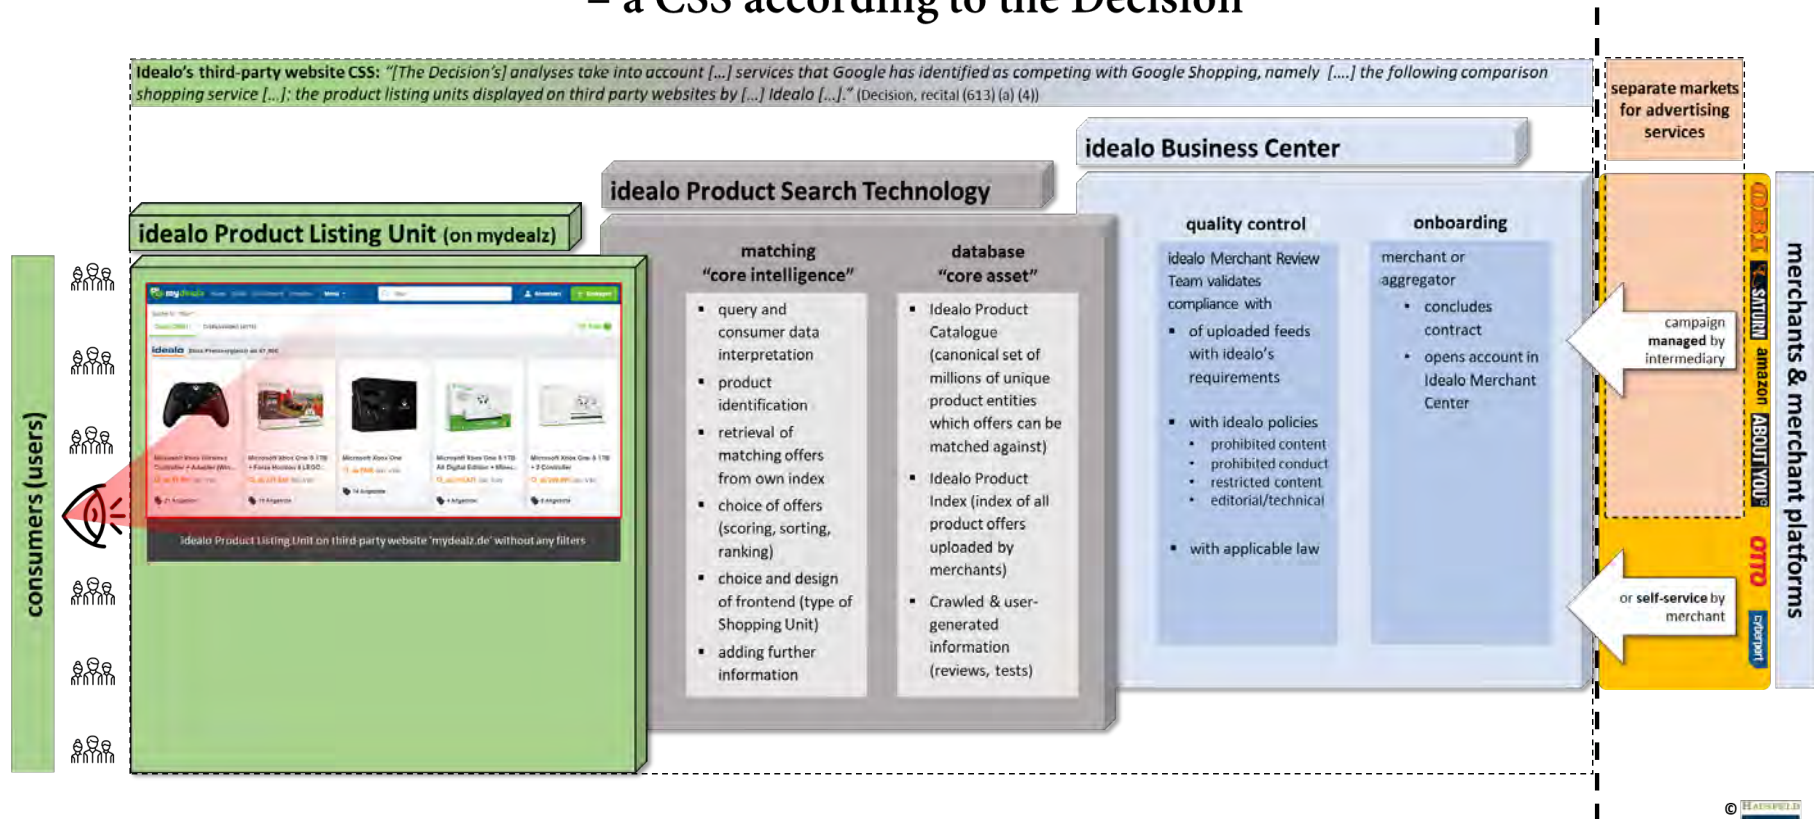 – a CSS according to the Decision
Idealo's third-party website CSS: "[The Decision's] analyses take into account [...] services that Google has identified as competing with Google Shopping, namely [....] the following comparison
shopping service [...]: the product listing units displayed on third party websites by [...] Idealo [...]." (Decision, recital (613) (a) (4))
separate markets
for advertising
services
idealo Business Center
idealo Product Search Technology
idealo Product Listing Unit (on mydealz)
consumers (users)
mydealz
idealo
Microsoft Xbox One
idealo Product Listing Unit on third-party website 'mydealz.de' without any filters
matching
"core intelligence"
▪ query and
consumer data
interpretation
▪ product
identification
▪ retrieval of
matching offers
from own index
▪ choice of offers
(scoring, sorting,
ranking)
▪ choice and design
of frontend (type of
Shopping Unit)
▪ adding further
information
database
"core asset"
▪ Idealo Product
Catalogue
(canonical set of
millions of unique
product entities
which offers can be
matched against)
▪ Idealo Product
Index (index of all
product offers
uploaded by
merchants)
▪ Crawled & user-
generated
information
(reviews, tests)
quality control
idealo Merchant Review
Team validates
compliance with
▪ of uploaded feeds
with idealo's
requirements
▪ with idealo policies
• prohibited content
• prohibited conduct
• restricted content
• editorial/technical
▪ with applicable law
onboarding
merchant or
aggregator
• concludes
contract
• opens account in
Idealo Merchant
Center
campaign
managed by
intermediary
or self-service by
merchant
OBI
SATURN
amazon
ABOUT YOU
OTTO
cyberport
merchants & merchant platforms
© HAUSFELD